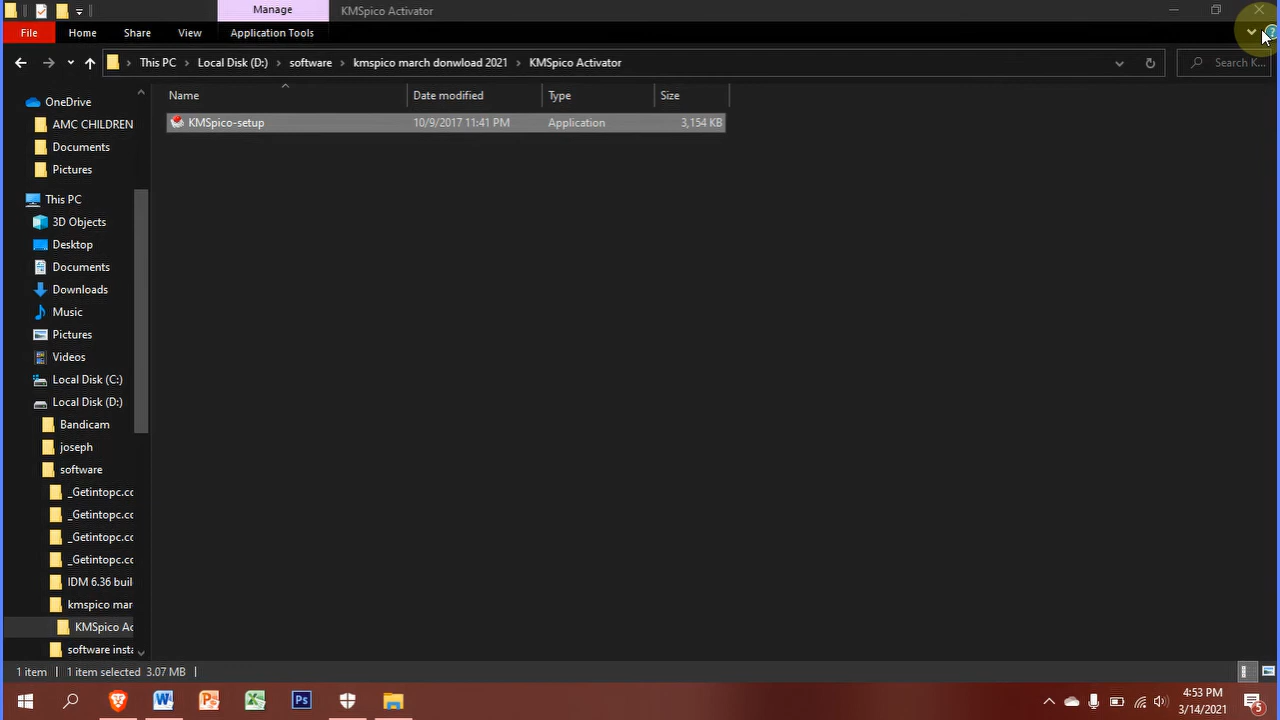 Manage
KMSpico Activator
File
Home
Share
View
Application Tools
This PC
Local Disk (D:)
software
kmspico march donwload 2021
KMSpico Activator
Search K...
Name
Date modified
Type
Size
KMSpico-setup
10/9/2017 11:41 PM
Application
3,154 KB
OneDrive
AMC CHILDREN
Documents
Pictures
This PC
3D Objects
Desktop
Documents
Downloads
Music
Pictures
Videos
Local Disk (C:)
Local Disk (D:)
Bandicam
joseph
software
_Getintopc.cc
_Getintopc.cc
_Getintopc.cc
_Getintopc.cc
IDM 6.36 buil
kmspico mar
KMSpico Ac
software insta
1 item
1 item selected 3.07 MB
W
P
X
Ps
4:53 PM
3/14/2021
5